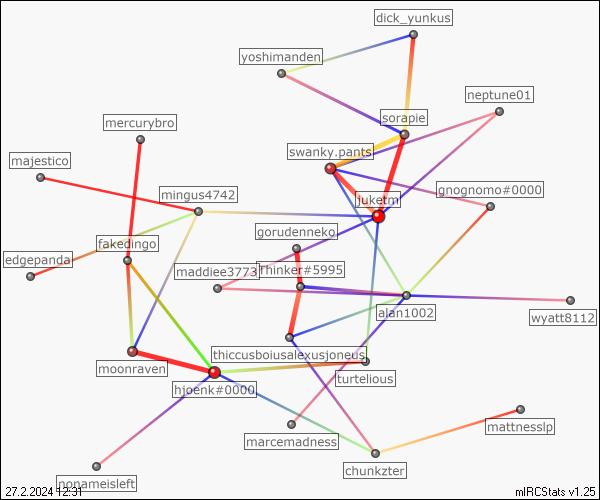 dick_yunkus
yoshimanden
neptune01
sorapie
mercurybro
swanky.pants
majestico
gnognomo#0000
mingus4742
juketm
gorudenneko
fakedingo
edgepanda
maddiee3773
Thinker#5995
ajan1002
wyatt8112
thiccusboiusalexusjoneus
moonraven
turtelious
hjoenk#0000
mattnesslp
marcemadness
chunkzter
nonameisleft
27.2.2024 12:31
mIRCStats v1.25